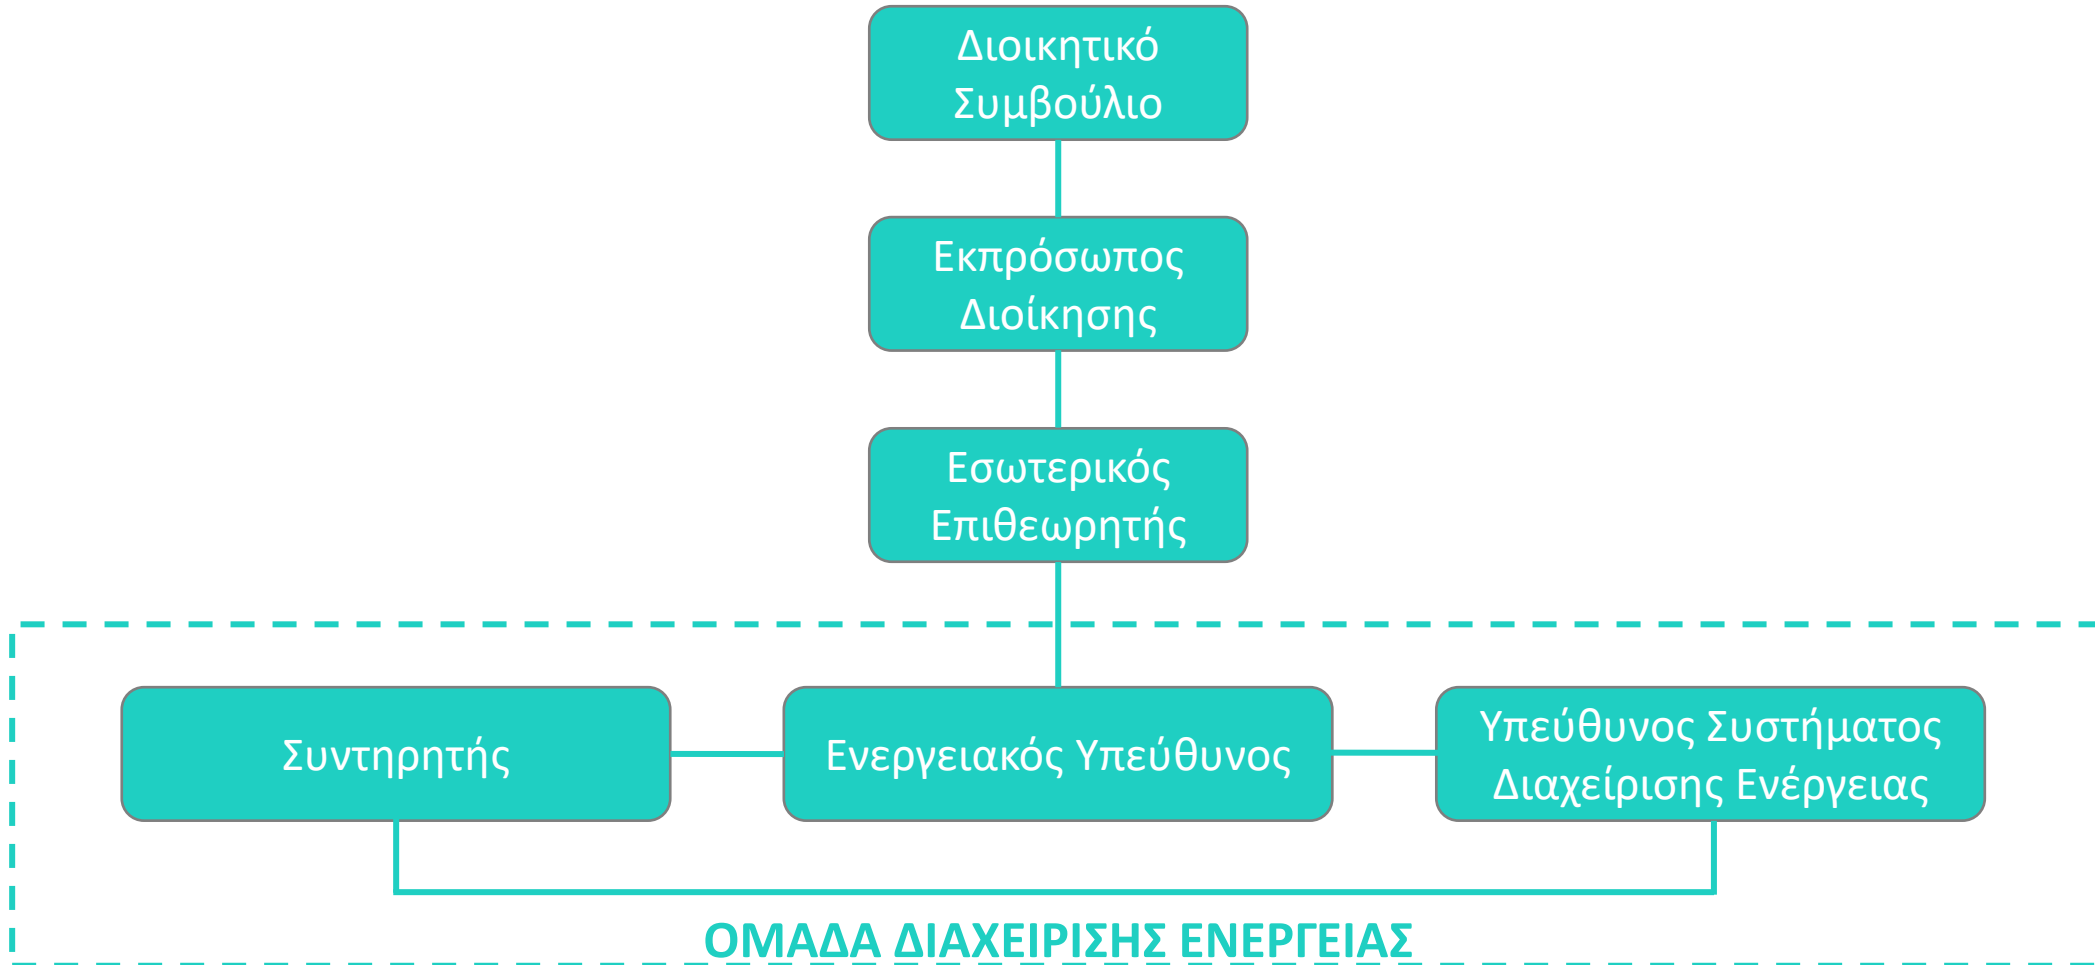 Διοικητικό
Συμβούλιο
Εκπρόσωπος
Διοίκησης
Εσωτερικός
Επιθεωρητής
Συντηρητής
Ενεργειακός Υπεύθυνος
Υπεύθυνος Συστήματος
Διαχείρισης Ενέργειας
ΟΜΑΔΑ ΔΙΑΧΕΙΡΙΣΗΣ ΕΝΕΡΓΕΙΑΣ